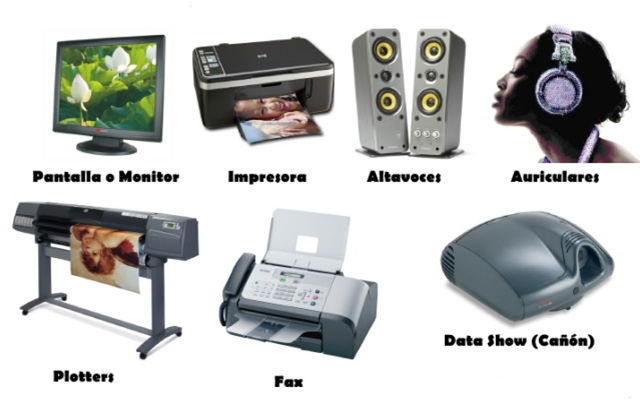 Pantalla o Monitor
Impresora
Altavoces
Auriculares
Plotters
Fax
Data Show (Cañón)